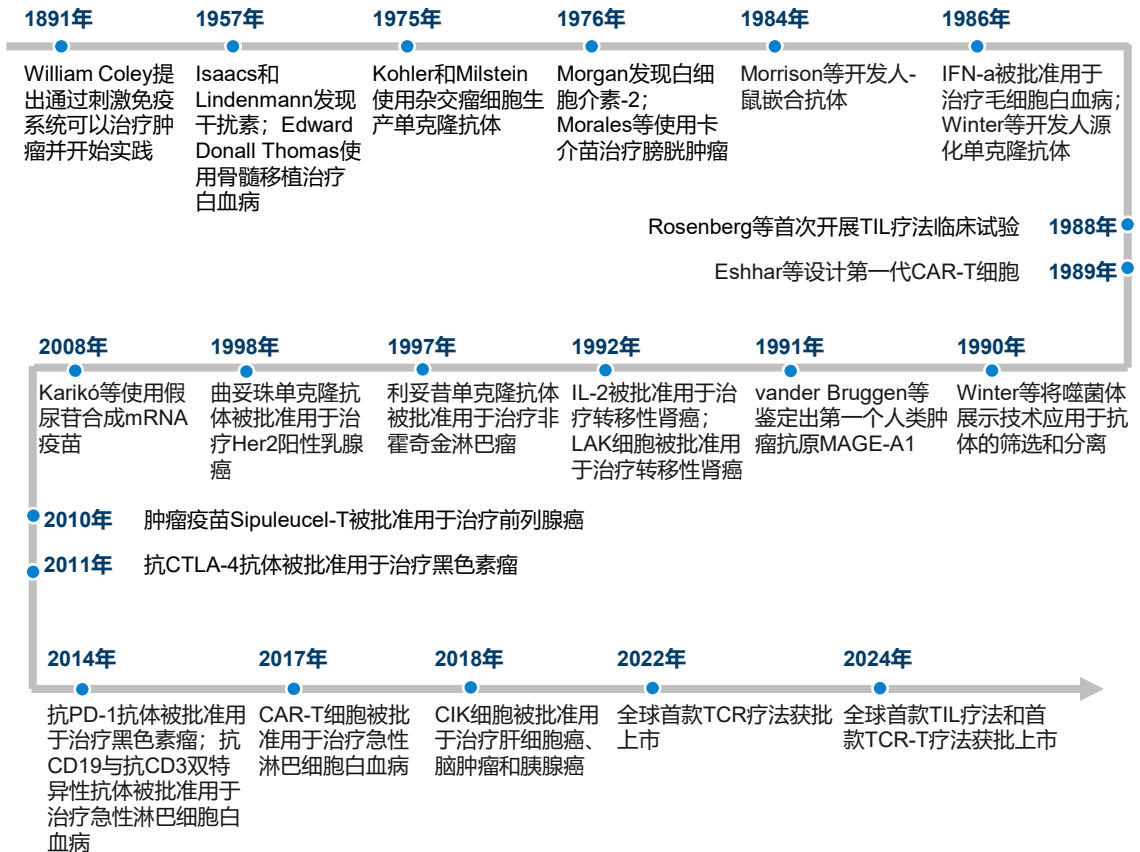 1891年
William Coley提
出通过刺激免疫
系统可以治疗肿
瘤并开始实践
1957年
Isaacs和
Lindenmann发现
干扰素；Edward
Donall Thomas使
用骨髓移植治疗
白血病
1975年
Kohler和Milstein
使用杂交瘤细胞生
产单克隆抗体
1976年
Morgan发现白细
胞介素-2；
Morales等使用卡
介苗治疗膀胱肿瘤
1984年
Morrison等开发人-
鼠嵌合抗体
1986年
IFN-a被批准用于
治疗毛细胞白血病；
Winter等开发人源
化单克隆抗体
Rosenberg等首次开展TIL疗法临床试验 1988年
Eshhar等设计第一代CAR-T细胞 1989年
1990年
Winter等将噬菌体
展示技术应用于抗
体的筛选和分离
1991年
vander Bruggen等
鉴定出第一个人类肿
瘤抗原MAGE-A1
1992年
IL-2被批准用于治
疗转移性肾癌；
LAK细胞被批准用
于治疗转移性肾癌
1997年
利妥昔单克隆抗体
被批准用于治疗非
霍奇金淋巴瘤
1998年
曲妥珠单克隆抗
体被批准用于治
疗Her2阳性乳腺
癌
2008年
Karikó等使用假
尿苷合成mRNA
疫苗
2010年 肿瘤疫苗Sipuleucel-T被批准用于治疗前列腺癌
2011年 抗CTLA-4抗体被批准用于治疗黑色素瘤
2014年
抗PD-1抗体被批准用
于治疗黑色素瘤；抗
CD19与抗CD3双特
异性抗体被批准用于
治疗急性淋巴细胞白
血病
2017年
CAR-T细胞被批
准用于治疗急性
淋巴细胞白血病
2018年
CIK细胞被批准用
于治疗肝细胞癌、
脑肿瘤和胰腺癌
2022年
全球首款TCR疗法获批
上市
2024年
全球首款TIL疗法和首
款TCR-T疗法获批上市